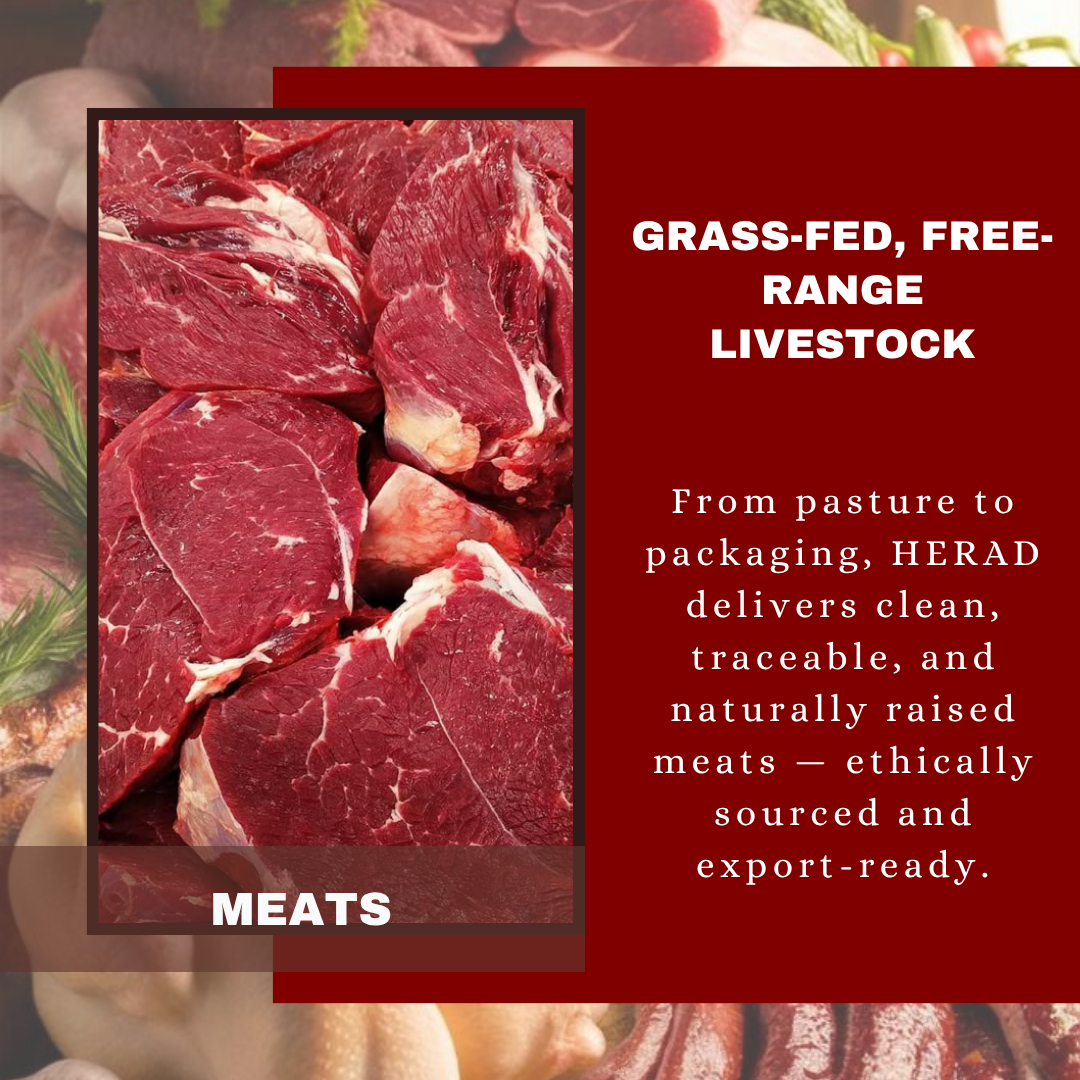 GRASS-FED, FREE-
RANGE
LIVESTOCK
From pasture to
packaging, HERAD
delivers clean,
traceable, and
naturally raised
meats — ethically
sourced and
export-ready.
MEATS